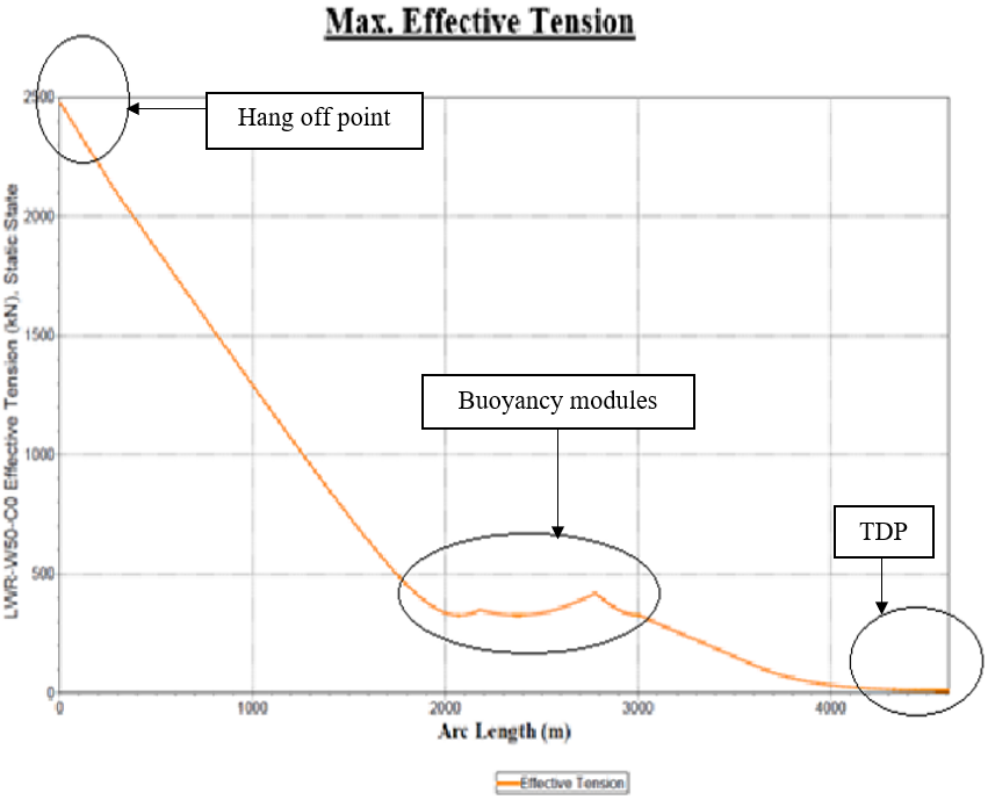 Max. Effective Tension
Hang off point
LWR-W50-C0 Effective Tension (kN), Static State
2500
2000
1500
1000
500
0
Buoyancy modules
TDP
0 1000 2000 3000 4000
Arc Length (m)
Effective Tension